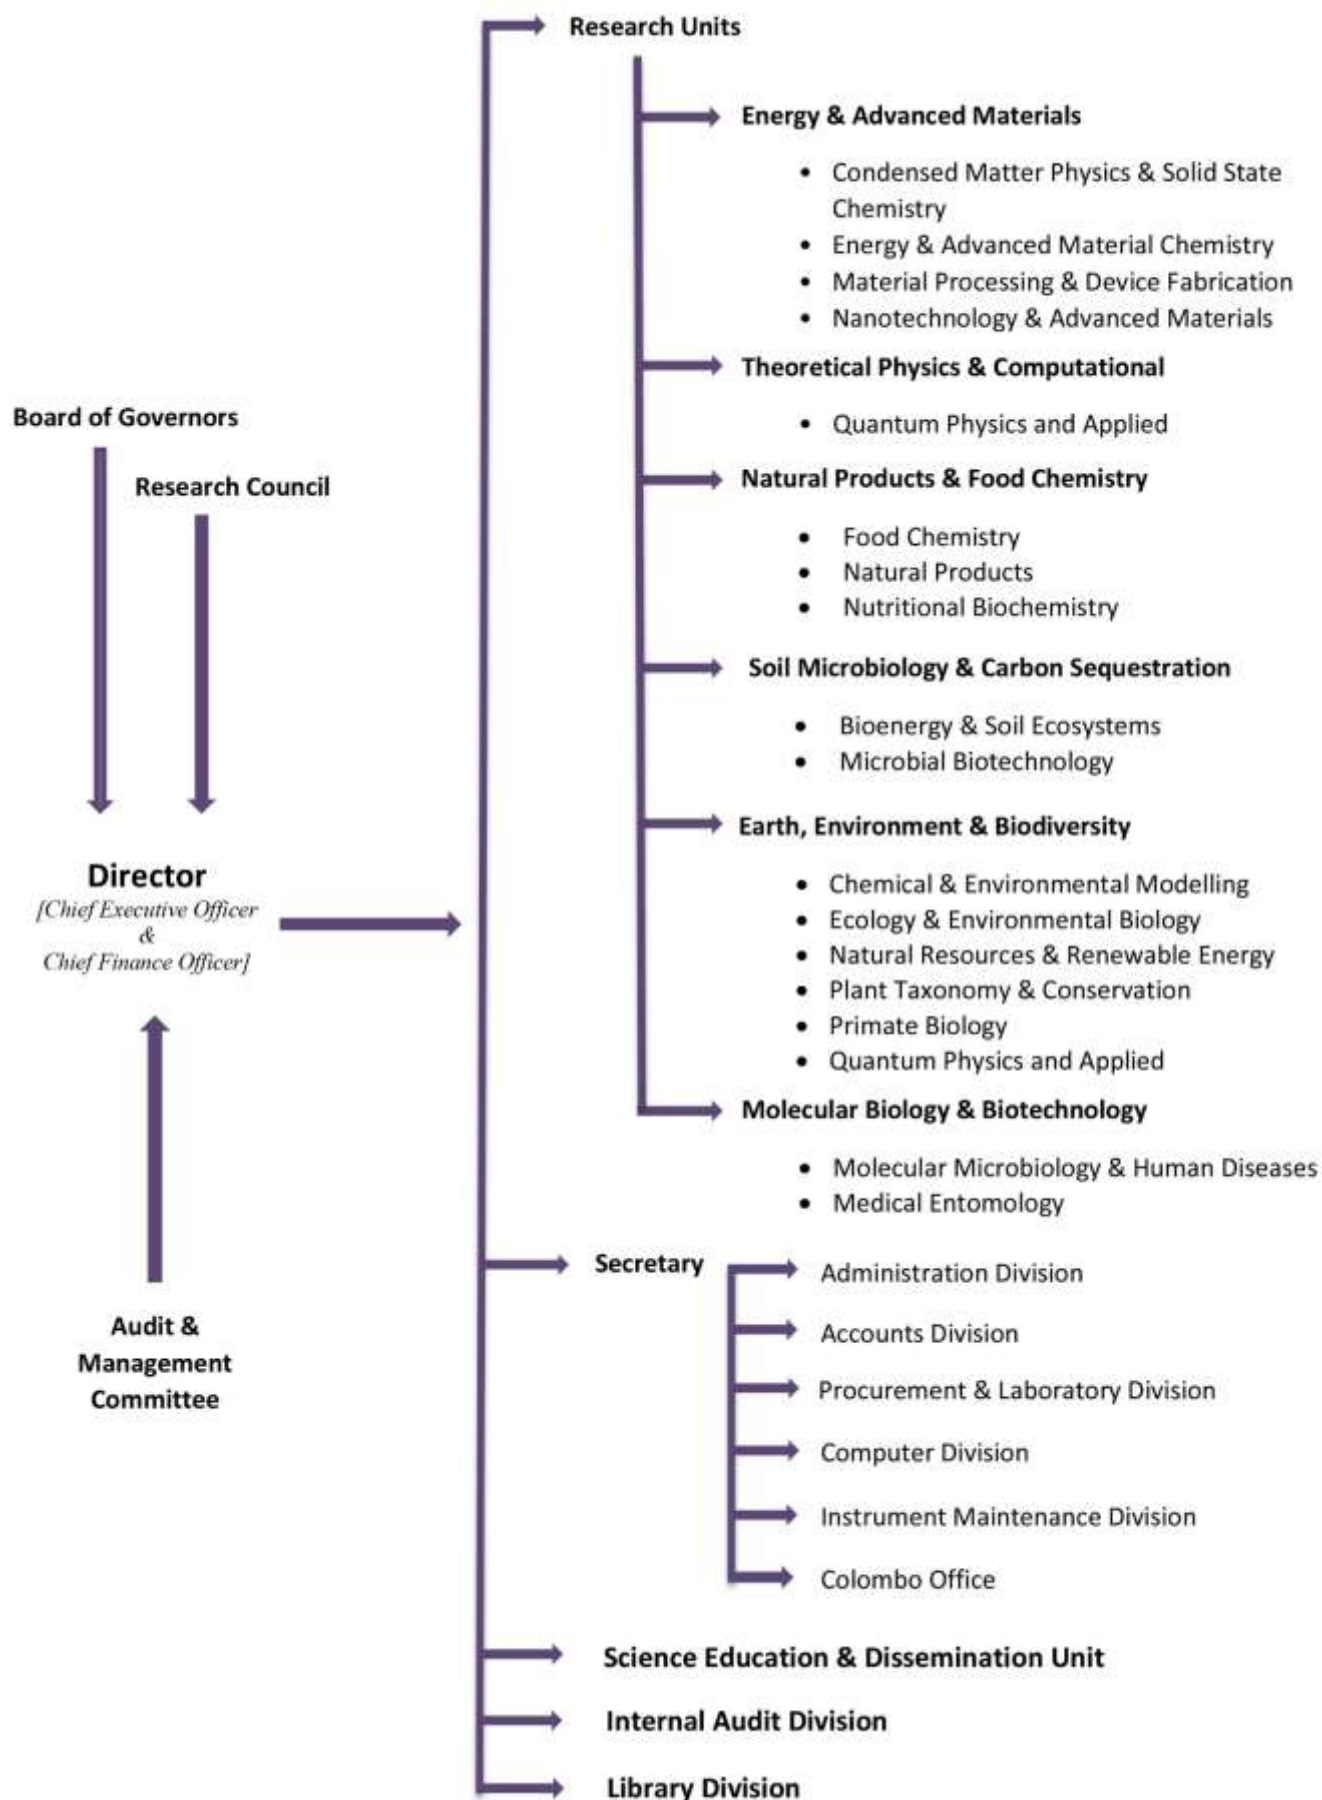 Board of Governors
Research Council
Director
[Chief Executive Officer
&
Chief Finance Officer]
Audit &
Management
Committee
Research Units
Energy & Advanced Materials
• Condensed Matter Physics & Solid State
Chemistry
• Energy & Advanced Material Chemistry
• Material Processing & Device Fabrication
• Nanotechnology & Advanced Materials
Theoretical Physics & Computational
• Quantum Physics and Applied
Natural Products & Food Chemistry
• Food Chemistry
• Natural Products
• Nutritional Biochemistry
Soil Microbiology & Carbon Sequestration
• Bioenergy & Soil Ecosystems
• Microbial Biotechnology
Earth, Environment & Biodiversity
• Chemical & Environmental Modelling
• Ecology & Environmental Biology
• Natural Resources & Renewable Energy
• Plant Taxonomy & Conservation
• Primate Biology
• Quantum Physics and Applied
Molecular Biology & Biotechnology
• Molecular Microbiology & Human Diseases
• Medical Entomology
Secretary
Administration Division
Accounts Division
Procurement & Laboratory Division
Computer Division
Instrument Maintenance Division
Colombo Office
Science Education & Dissemination Unit
Internal Audit Division
Library Division